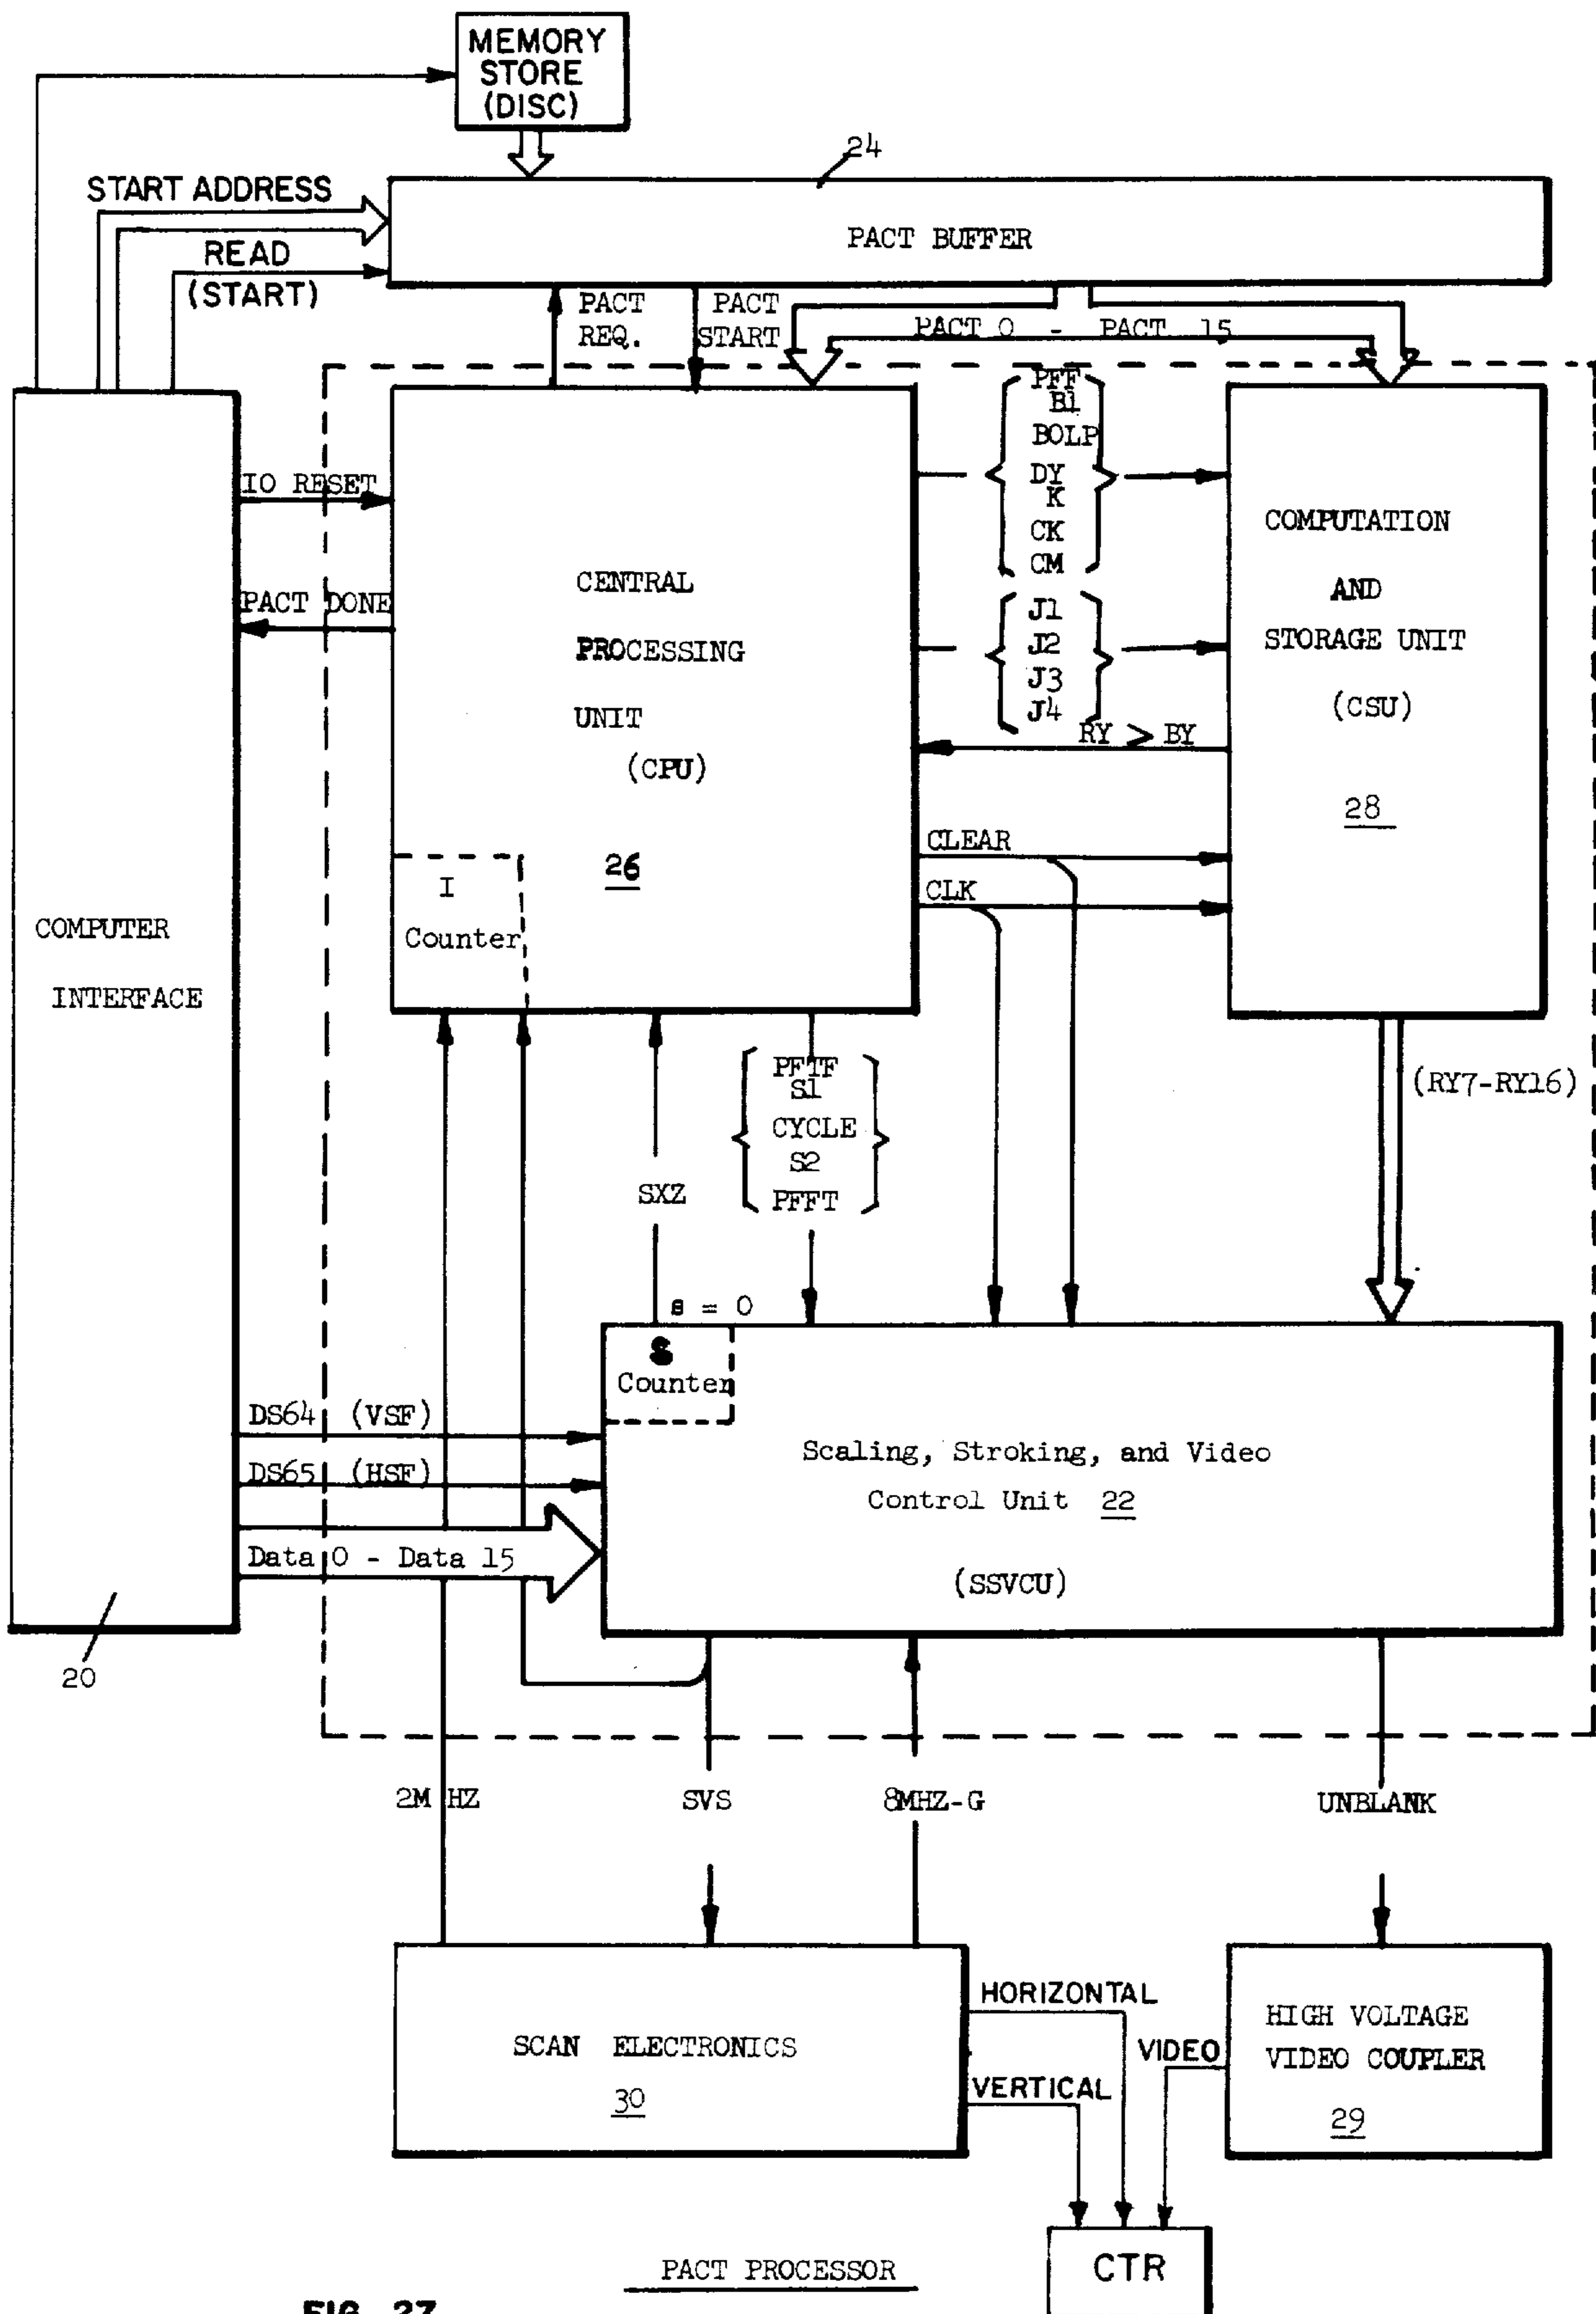 MEMORY
STORE
(DISC)
24
START ADDRESS
PACT BUFFER
READ
(START)
PACT
REQ.
PACT
START
PACT 0 - PACT 15
PFF
B1
BOLP
DY
K
CK
CM
IO RESET
COMPUTATION
AND
STORAGE UNIT
(CSU)
28
CENTRAL
PROCESSING
UNIT
(CPU)
26
PACT DONE
J1
J2
J3
J4
RY > BY
CLEAR
CLK
I
Counter
COMPUTER
INTERFACE
PFTF
S1
CYCLE
S2
PFFT
(RY7-RY16)
SXZ
s = 0
S
Counter
DS64 (VSF)
DS65 (HSF)
Data 0 - Data 15
Scaling, Stroking, and Video
Control Unit 22
(SSVCU)
20
2M HZ
SVS
8MHZ-G
UNBLANK
SCAN ELECTRONICS
30
HORIZONTAL
VERTICAL
VIDEO
HIGH VOLTAGE
VIDEO COUPLER
29
CTR
PACT PROCESSOR
FIG. 27